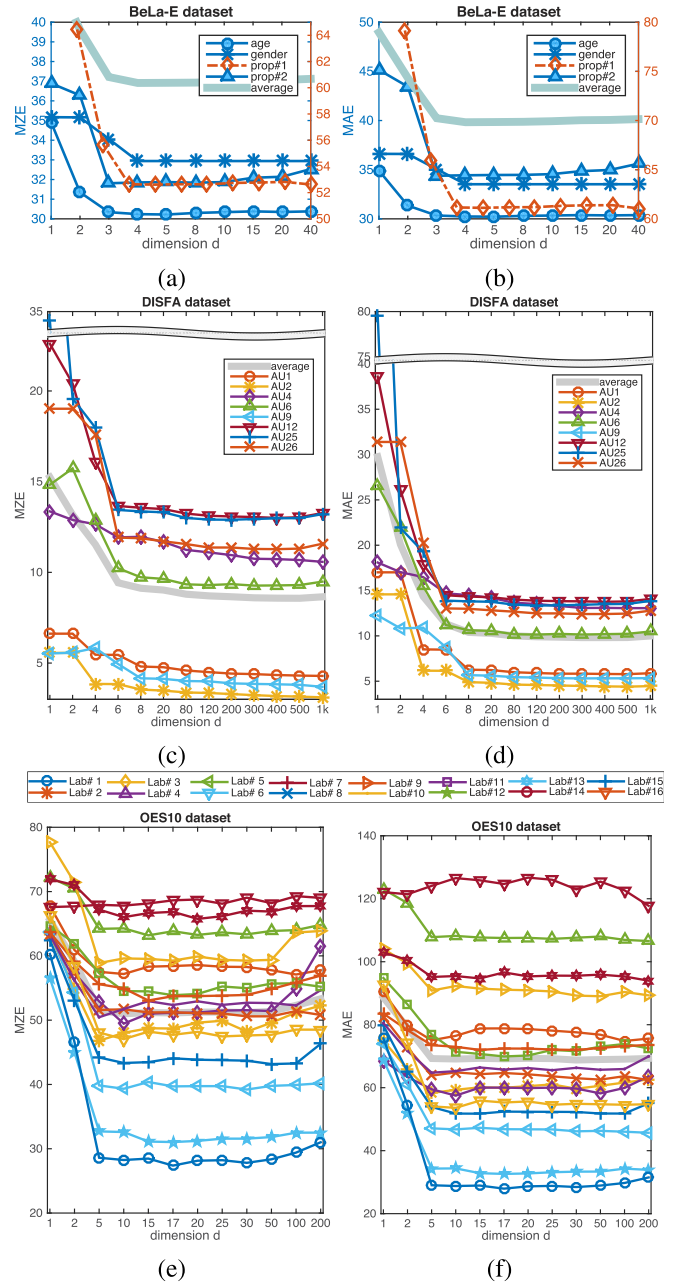 BeLa-E dataset
40
39
38
37
36
35
34
33
32
31
30
MZE
65
60
55
50
age
gender
prop#1
prop#2
average
1 2 3 4 5 8 10 15 20 40
dimension d
(a)
BeLa-E dataset
50
45
40
35
30
MAE
80
75
70
65
60
age
gender
prop#1
prop#2
average
1 2 3 4 5 8 10 15 20 40
dimension d
(b)
DISFA dataset
35
20
15
10
5
MZE
average
AU1
AU2
AU4
AU6
AU9
AU12
AU25
AU26
1 2 4 6 8 20 80 120 200 300 400 500 1k
dimension d
(c)
DISFA dataset
80
75
40
35
30
25
20
15
10
5
MAE
average
AU1
AU2
AU4
AU6
AU9
AU12
AU25
AU26
1 2 4 6 8 20 80 120 200 300 400 500 1k
dimension d
(d)
Lab# 1 Lab# 3 Lab# 5 Lab# 7 Lab# 9 Lab#11 Lab#13 Lab#15
Lab# 2 Lab# 4 Lab# 6 Lab# 8 Lab#10 Lab#12 Lab#14 Lab#16
OES10 dataset
80
70
60
50
40
30
20
MZE
1 2 5 10 15 17 20 25 30 50 100 200
dimension d
(e)
OES10 dataset
140
120
100
80
60
40
20
MAE
1 2 5 10 15 17 20 25 30 50 100 200
dimension d
(f)